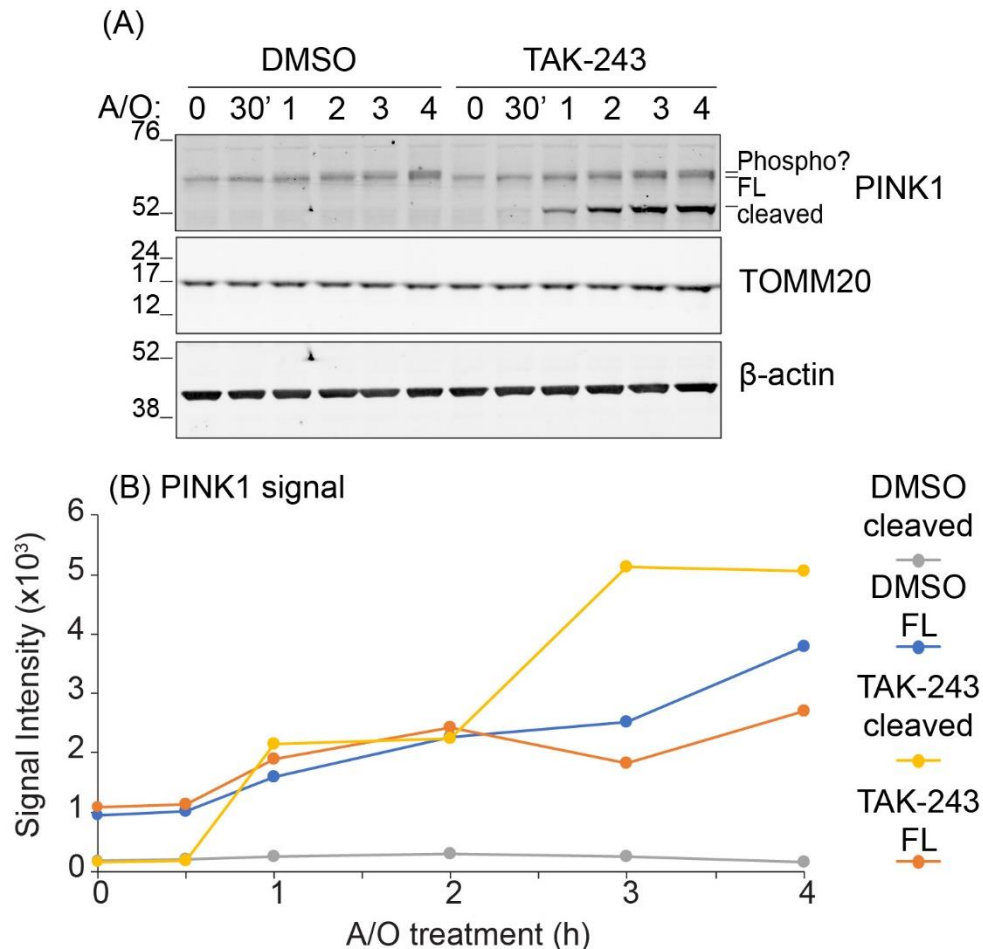 (A)
DMSO TAK-243
A/O: 0 30’ 1 2 3 4 0 30’ 1 2 3 4
76
52
Phospho?
FL
cleaved
PINK1
24
17
12
TOMM20
52
38
β-actin
(B) PINK1 signal
6
5
4
3
2
1
0
Signal Intensity (x10³)
0 1 2 3 4
A/O treatment (h)
DMSO
cleaved
DMSO
FL
TAK-243
cleaved
TAK-243
FL